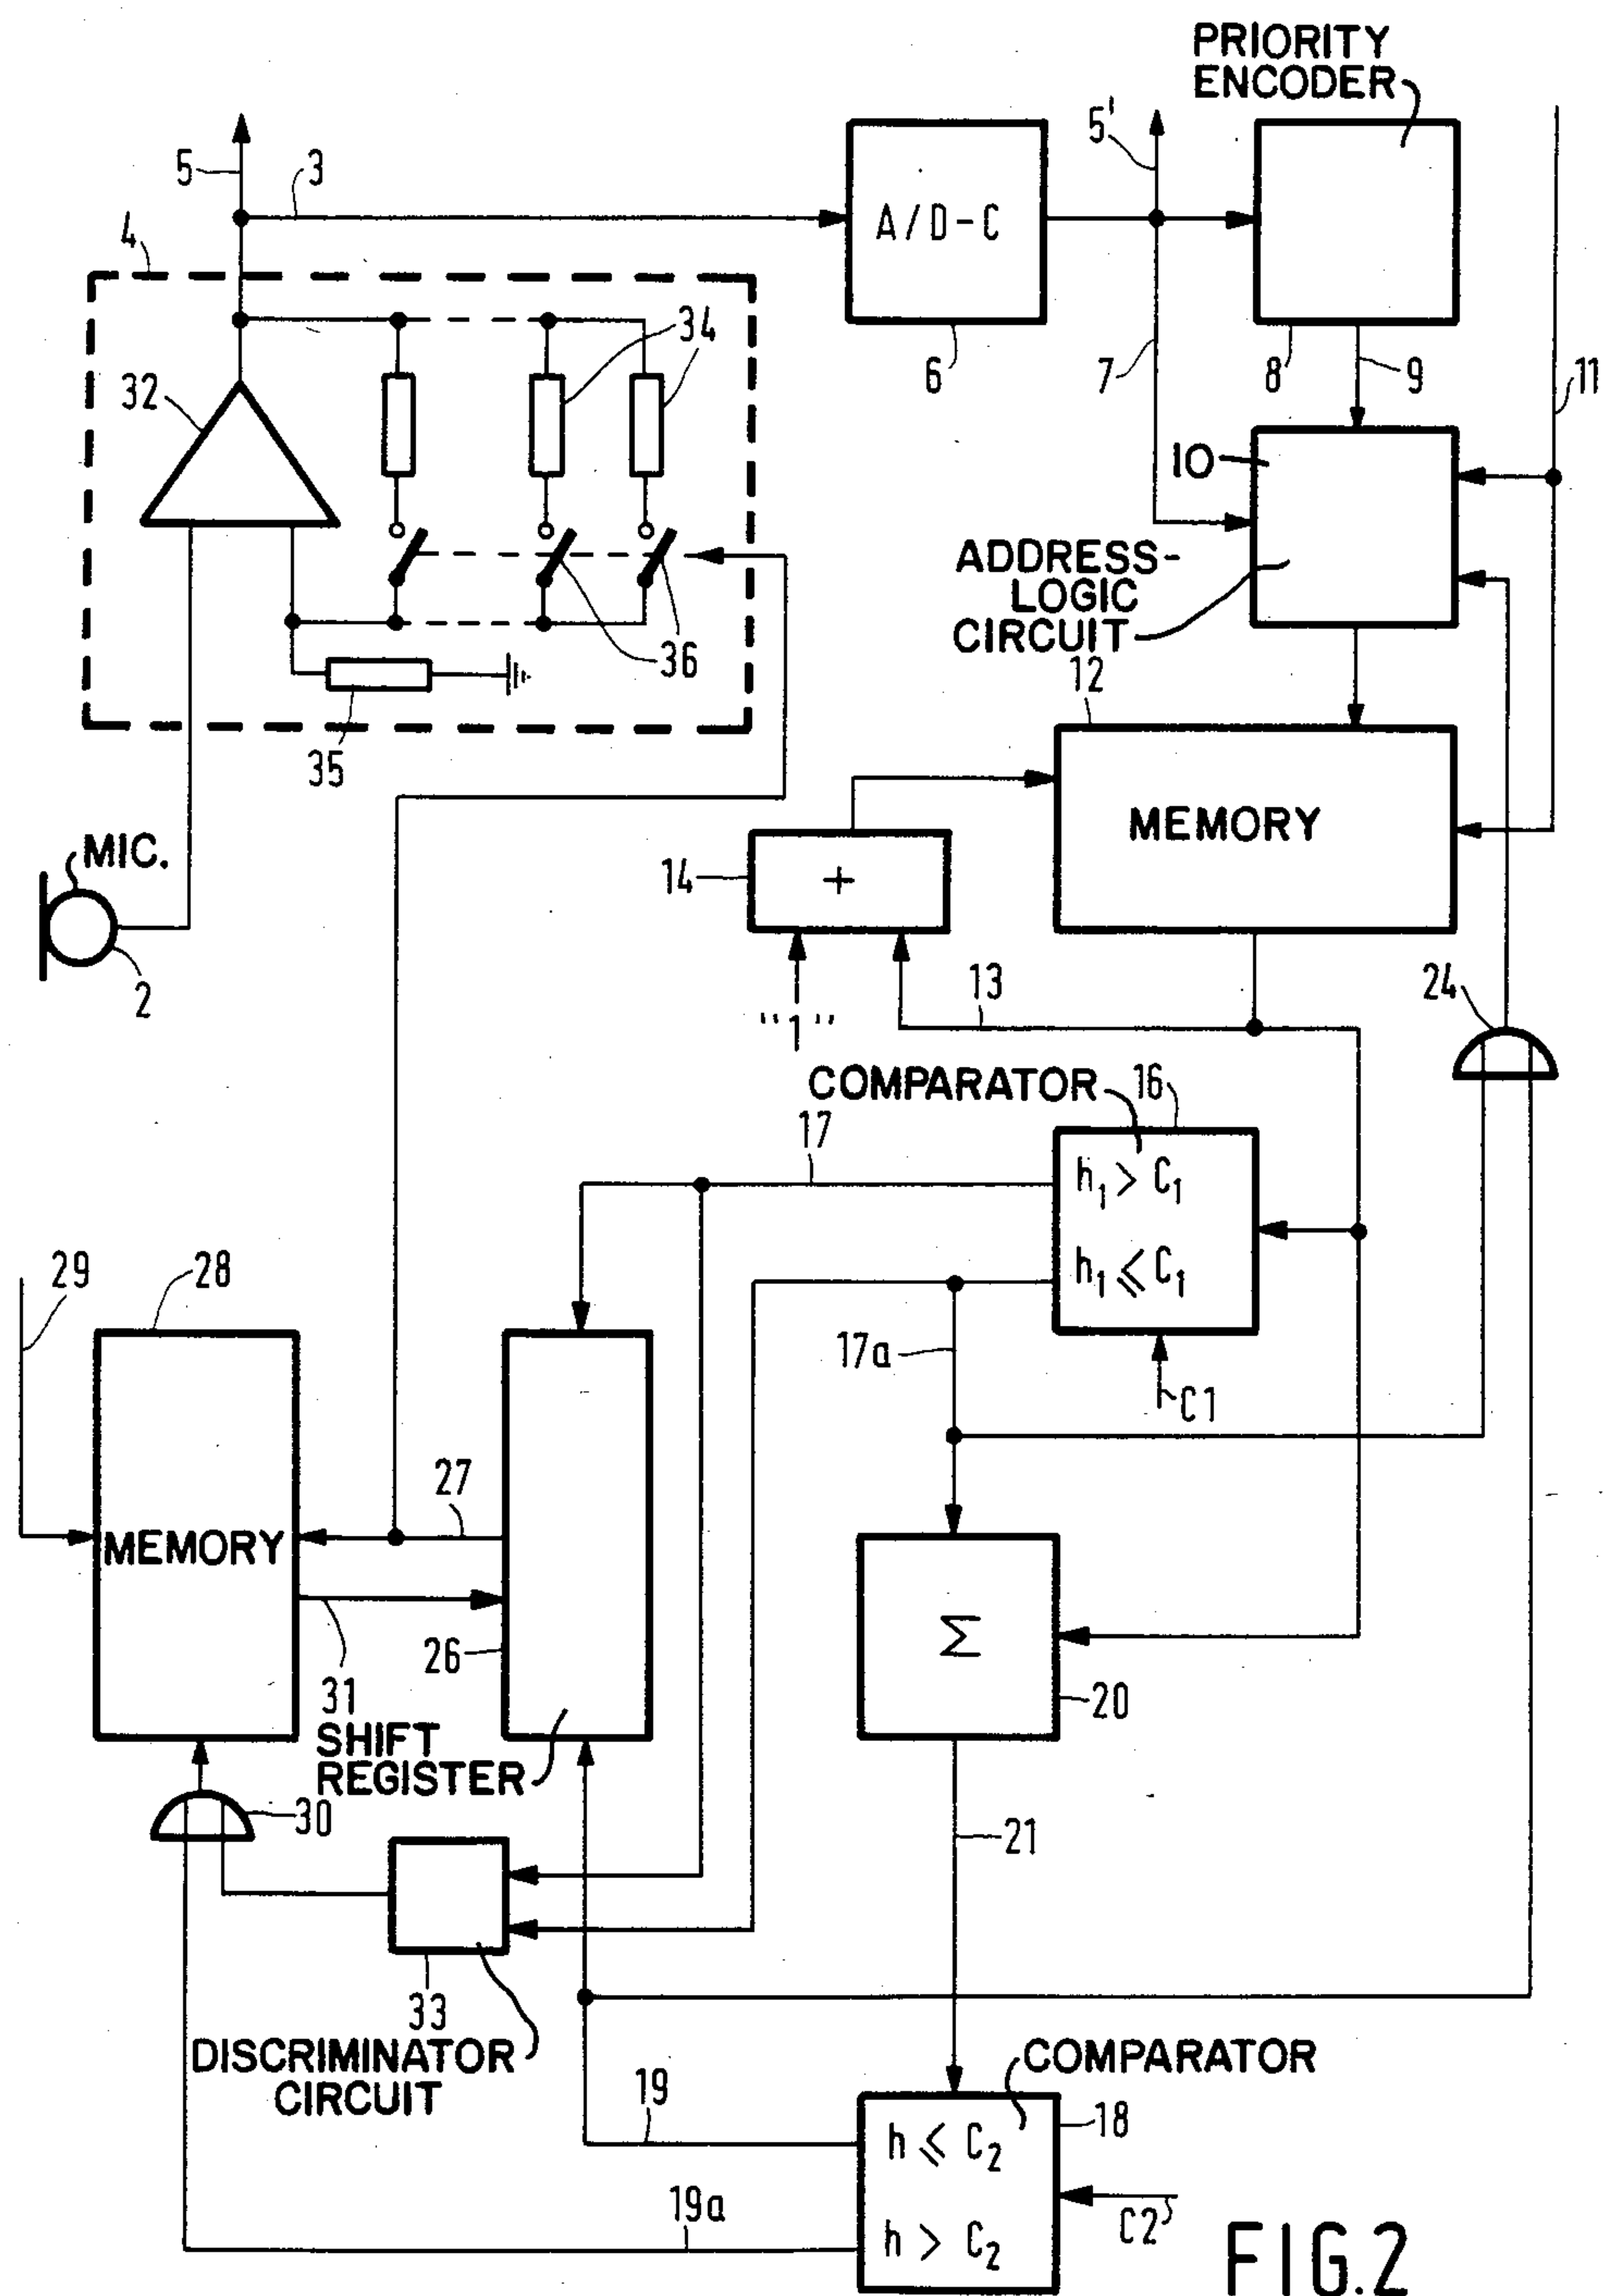 PRIORITY
ENCODER
5
3
5'
4
A/D-C
34
6
7
8
9
11
32
10
ADDRESS-
LOGIC
CIRCUIT
36
12
35
MEMORY
MIC.
14
+
2
13
"1"
24
COMPARATOR
16
17
h1 > C1
h1 ⩽ C1
29
28
17a
C1
27
MEMORY
Σ
26
20
31
SHIFT
REGISTER
30
21
33
DISCRIMINATOR
CIRCUIT
COMPARATOR
19
h ⩽ C2
18
19a
C2
h > C2
FIG.2